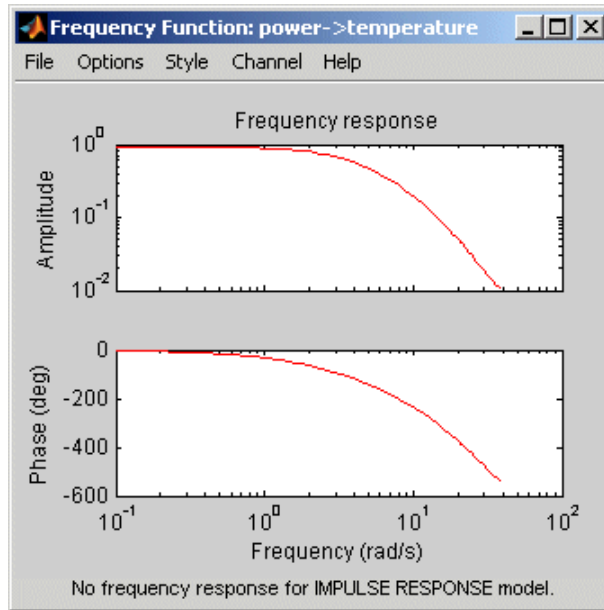 Frequency Function: power->temperature
File Options Style Channel Help
Frequency response
Amplitude
10^0
10^-1
10^-2
Phase (deg)
0
-200
-400
-600
10^-1 10^0 10^1 10^2
Frequency (rad/s)
No frequency response for IMPULSE RESPONSE model.